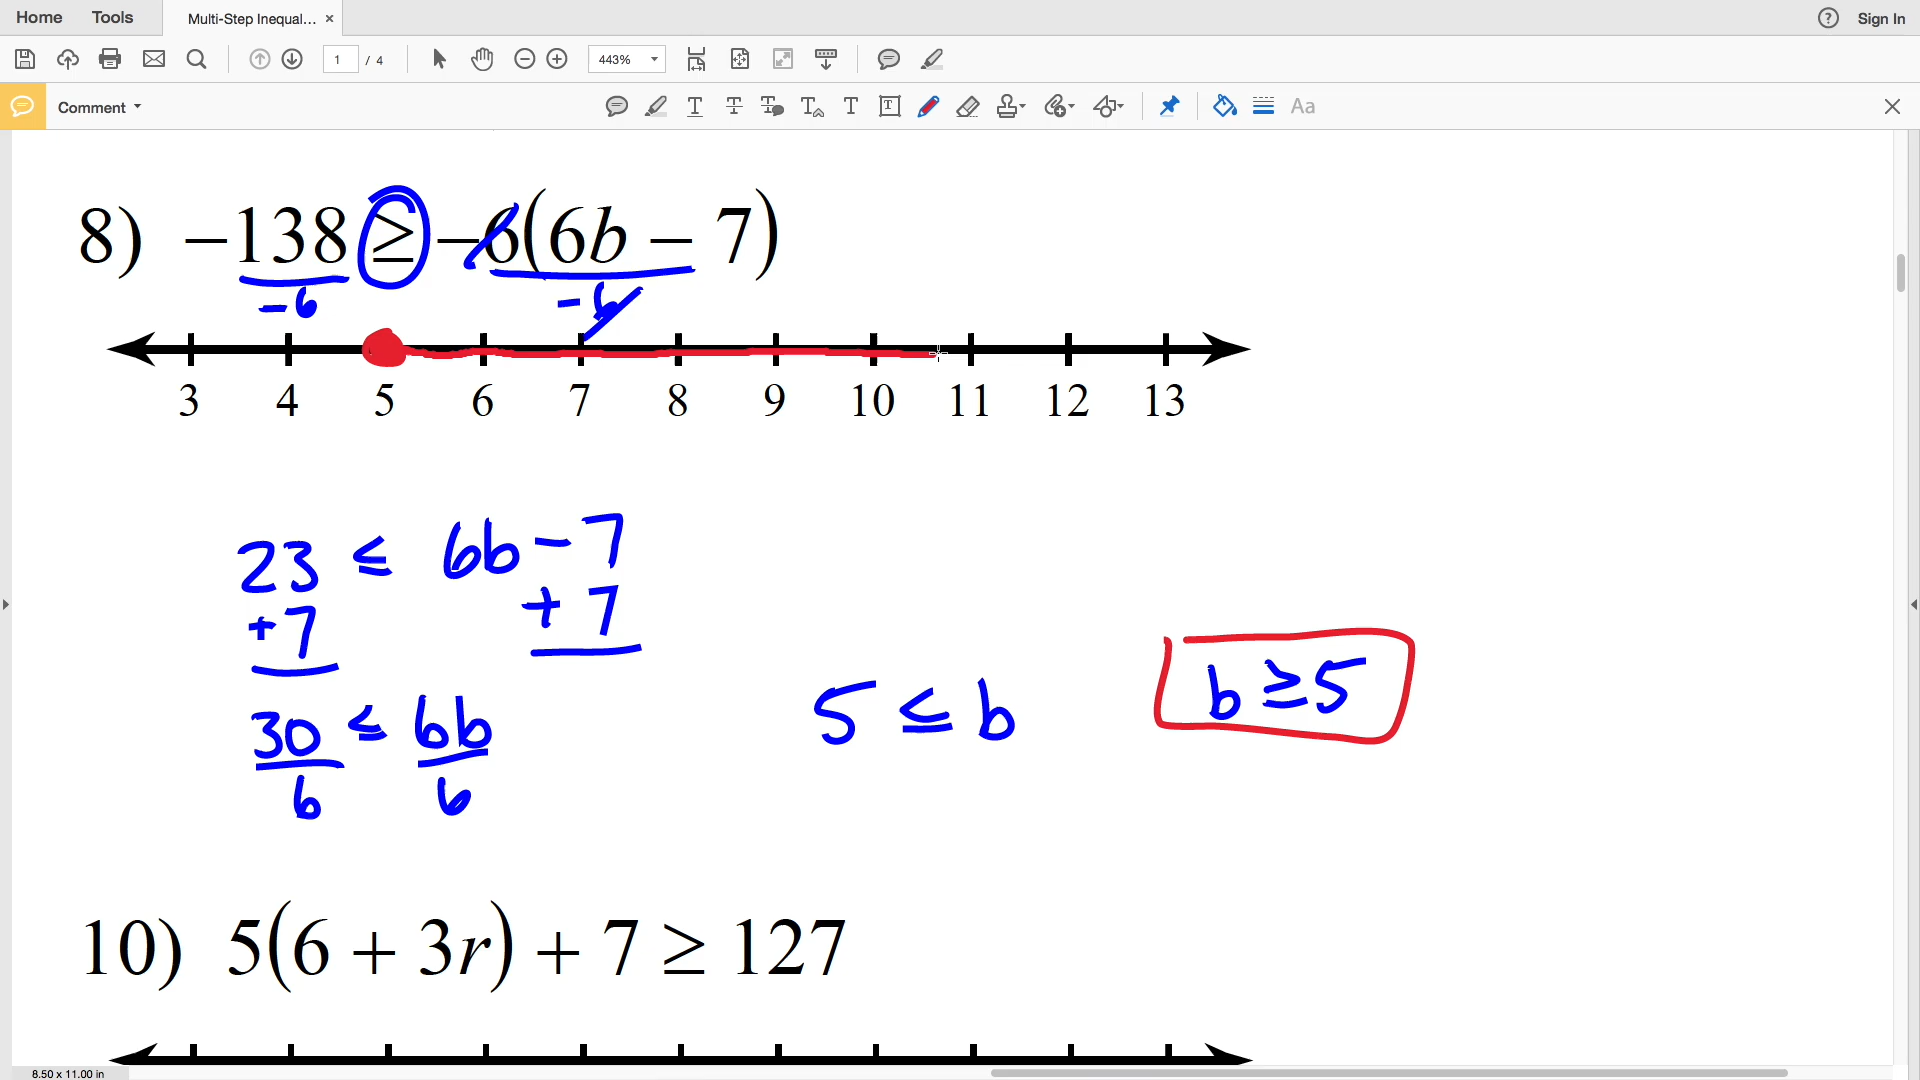 Home Tools Multi-Step Inequal... × ? Sign In
1 / 4 443%
Comment Aa
8) −138 ≥ −6(6b − 7)
−6 −6
3 4 5 6 7 8 9 10 11 12 13
23 ≤ 6b − 7
+7 +7
30 ≤ 6b
6 6
5 ≤ b
b ≥ 5
10) 5(6 + 3r) + 7 ≥ 127
8.50 x 11.00 in